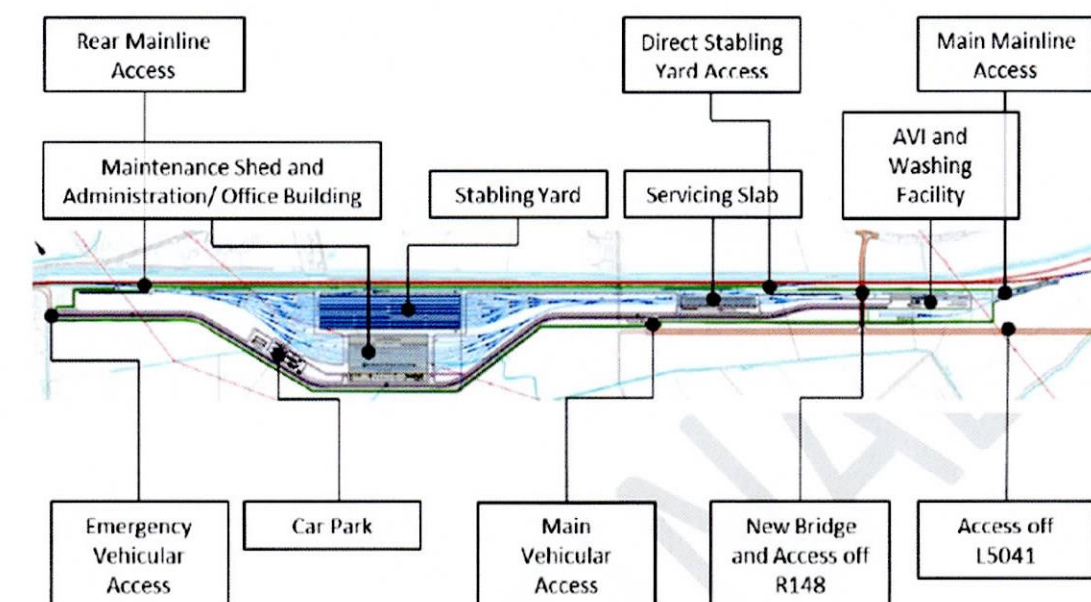 Rear Mainline
Access
Direct Stabling
Yard Access
Main Mainline
Access
Maintenance Shed and
Administration/ Office Building
Stabling Yard
Servicing Slab
AVI and
Washing
Facility
Emergency
Vehicular
Access
Car Park
Main
Vehicular
Access
New Bridge
and Access off
R148
Access off
L5041